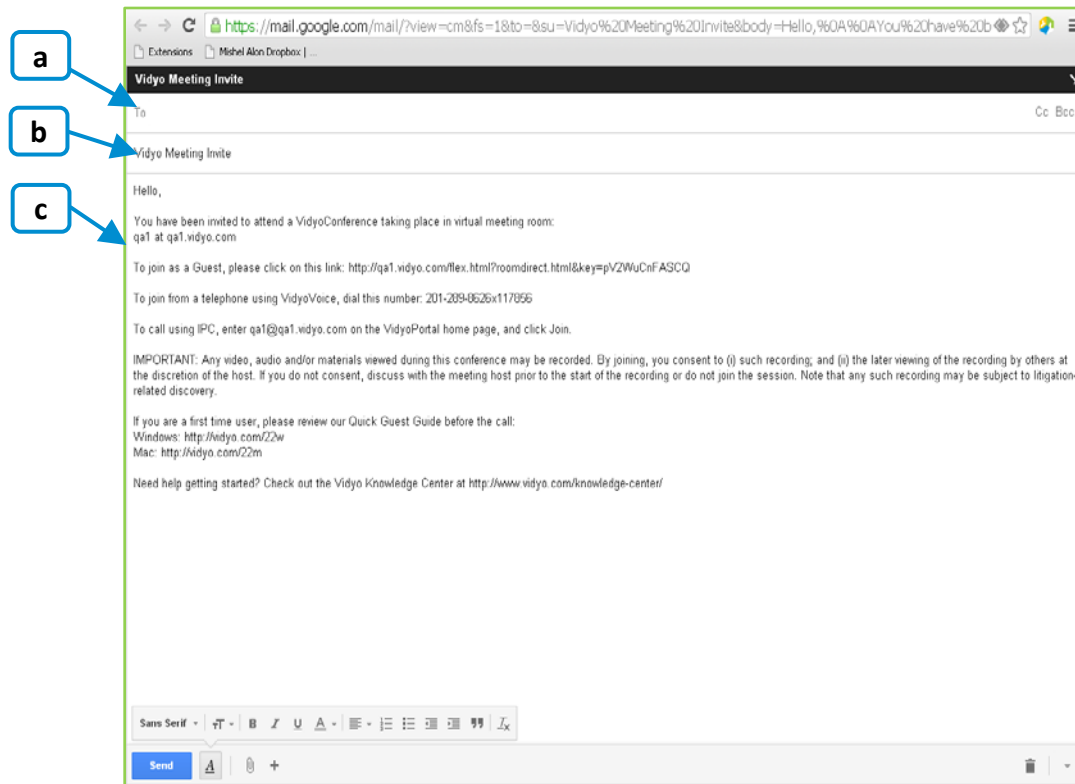 https://mail.google.com/mail/?view=cm&fs=1&to=&su=Vidyo%20Meeting%20Invite&body=Hello,%0A%0AYou%20have%20b
Extensions Mishel Alon Dropbox | ...
a
Vidyo Meeting Invite
To Cc Bcc
b
Vidyo Meeting Invite
c
Hello,
You have been invited to attend a VidyoConference taking place in virtual meeting room:
qa1 at qa1.vidyo.com
To join as a Guest, please click on this link: http://qa1.vidyo.com/flex.html?roomdirect.html&key=pV2WuCnFASCQ
To join from a telephone using VidyoVoice, dial this number: 201-289-8626x117856
To call using IPC, enter qa1@qa1.vidyo.com on the VidyoPortal home page, and click Join.
IMPORTANT: Any video, audio and/or materials viewed during this conference may be recorded. By joining, you consent to (i) such recording; and (ii) the later viewing of the recording by others at
the discretion of the host. If you do not consent, discuss with the meeting host prior to the start of the recording or do not join the session. Note that any such recording may be subject to litigation-
related discovery.
If you are a first time user, please review our Quick Guest Guide before the call:
Windows: http://vidyo.com/22w
Mac: http://vidyo.com/22m
Need help getting started? Check out the Vidyo Knowledge Center at http://www.vidyo.com/knowledge-center/
Sans Serif B I U A
Send A